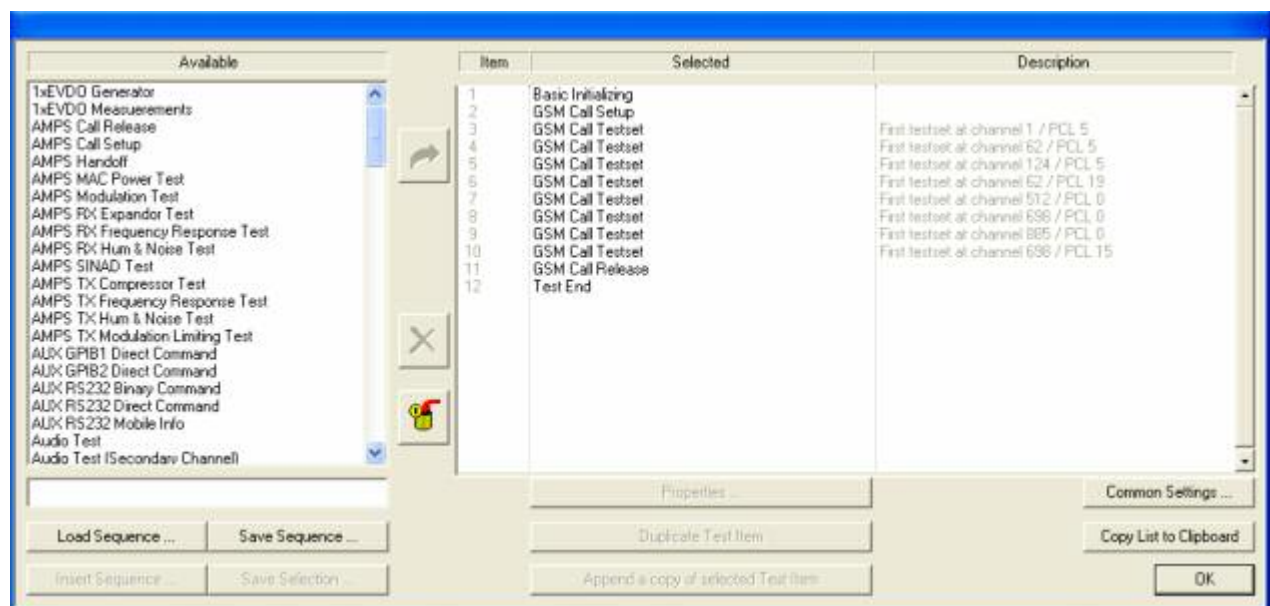 Available
1xEVDO Generator
1xEVDO Measuerements
AMPS Call Release
AMPS Call Setup
AMPS Handoff
AMPS MAC Power Test
AMPS Modulation Test
AMPS RX Expandor Test
AMPS RX Frequency Response Test
AMPS RX Hum & Noise Test
AMPS SINAD Test
AMPS TX Compressor Test
AMPS TX Frequency Response Test
AMPS TX Hum & Noise Test
AMPS TX Modulation Limiting Test
AUX GPIB1 Direct Command
AUX GPIB2 Direct Command
AUX RS232 Binary Command
AUX RS232 Direct Command
AUX RS232 Mobile Info
Audio Test
Audio Test (Secondary Channel)
Load Sequence ... Save Sequence ...
Insert Sequence ... Save Selection ...
Item Selected Description
1 Basic Initializing
2 GSM Call Setup
3 GSM Call Testset First testset at channel 1 / PCL 5
4 GSM Call Testset First testset at channel 62 / PCL 5
5 GSM Call Testset First testset at channel 124 / PCL 5
6 GSM Call Testset First testset at channel 62 / PCL 19
7 GSM Call Testset First testset at channel 512 / PCL 0
8 GSM Call Testset First testset at channel 698 / PCL 0
9 GSM Call Testset First testset at channel 885 / PCL 0
10 GSM Call Testset First testset at channel 698 / PCL 15
11 GSM Call Release
12 Test End
Properties ... Common Settings ...
Duplicate Test Item Copy List to Clipboard
Append a copy of selected Test Item OK